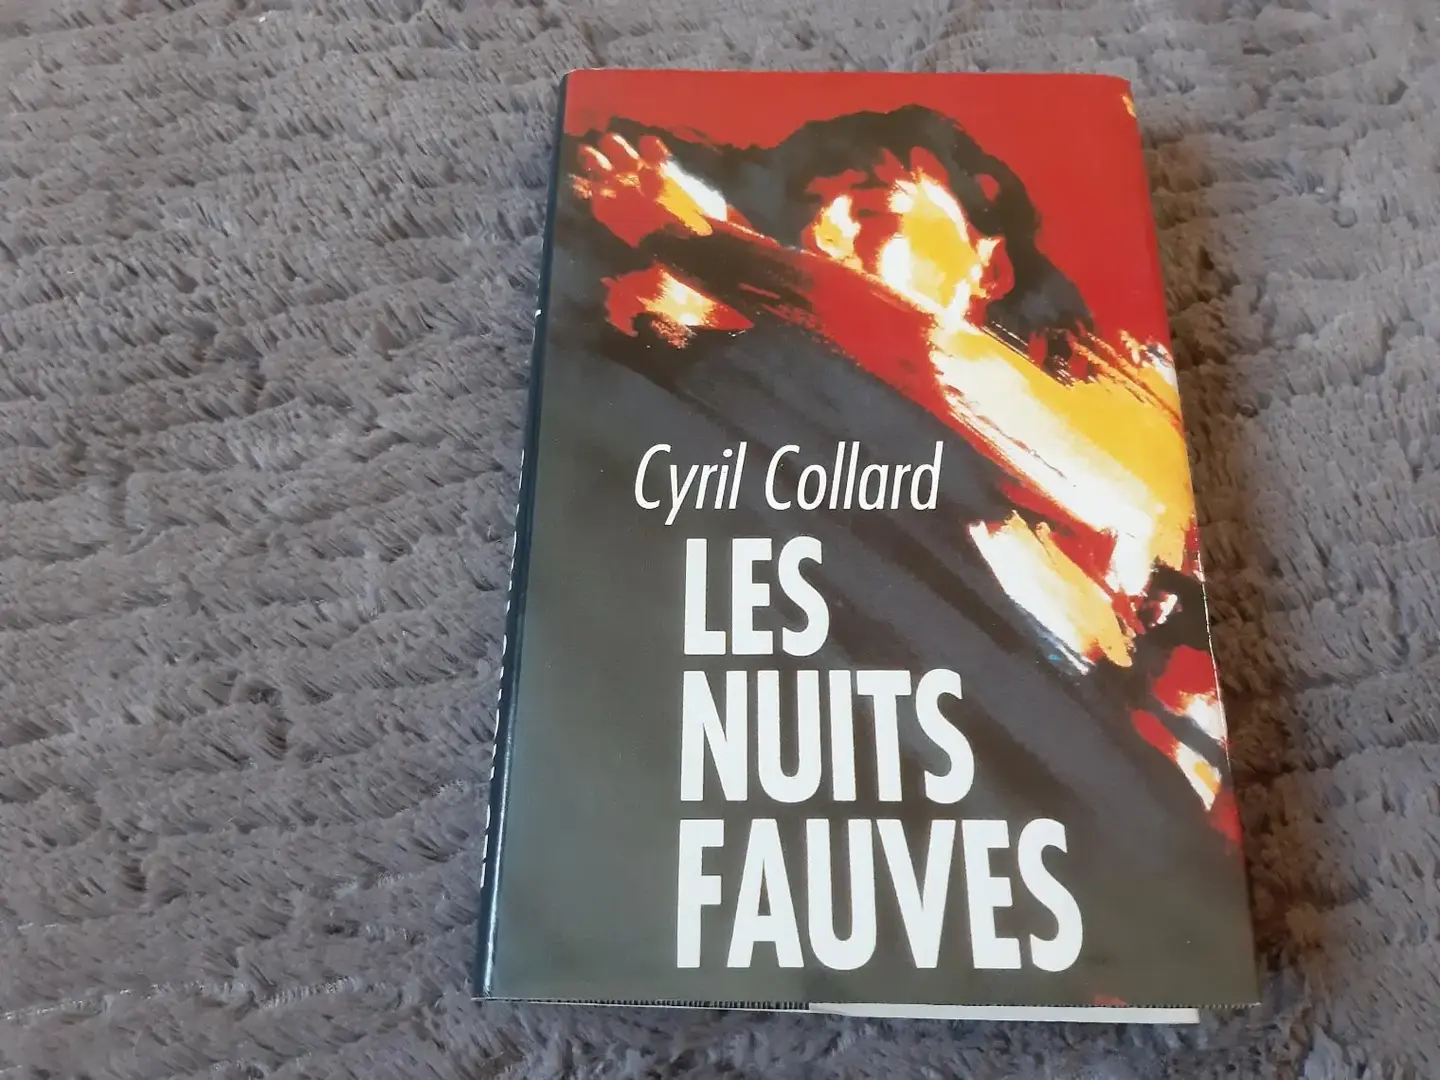 Cyril Collard
LES
NUITS
FAUVES